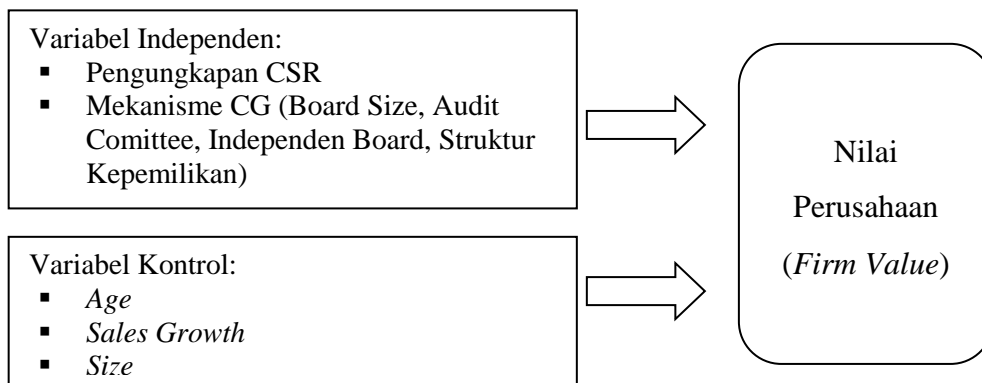 Variabel Independen:
▪ Pengungkapan CSR
▪ Mekanisme CG (Board Size, Audit
Comittee, Independen Board, Struktur
Kepemilikan)
Variabel Kontrol:
▪ Age
▪ Sales Growth
▪ Size
Nilai
Perusahaan
(Firm Value)